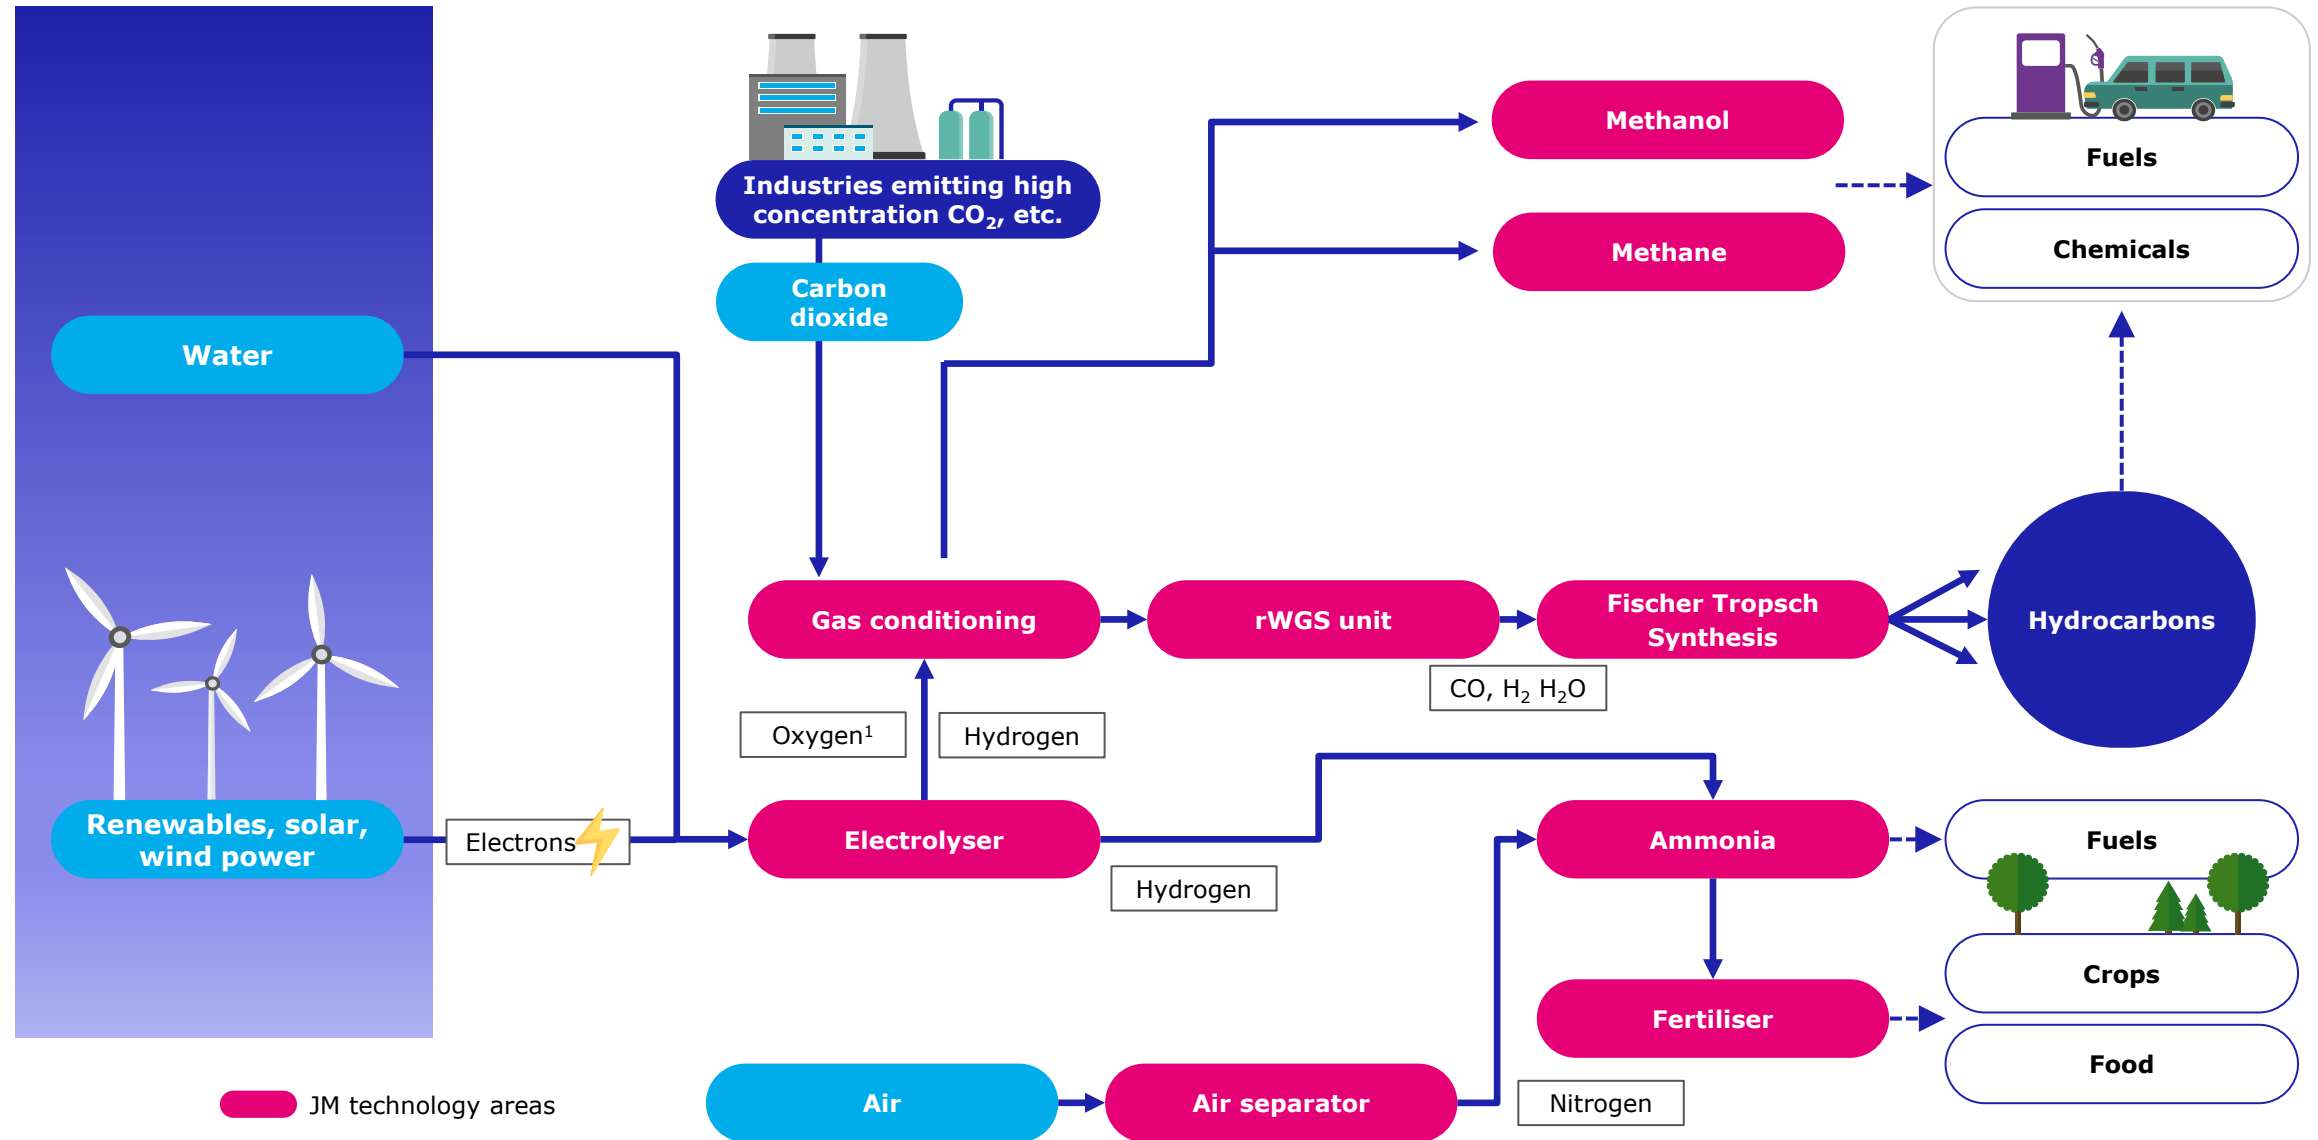 Industries emitting high
concentration CO₂, etc.
Carbon
dioxide
Methanol
Methane
Fuels
Chemicals
Water
Gas conditioning
rWGS unit
Fischer Tropsch
Synthesis
Hydrocarbons
CO, H₂ H₂O
Oxygen¹
Hydrogen
Renewables, solar,
wind power
Electrons
Electrolyser
Hydrogen
Ammonia
Fuels
Crops
Fertiliser
Food
Air
Air separator
Nitrogen
JM technology areas